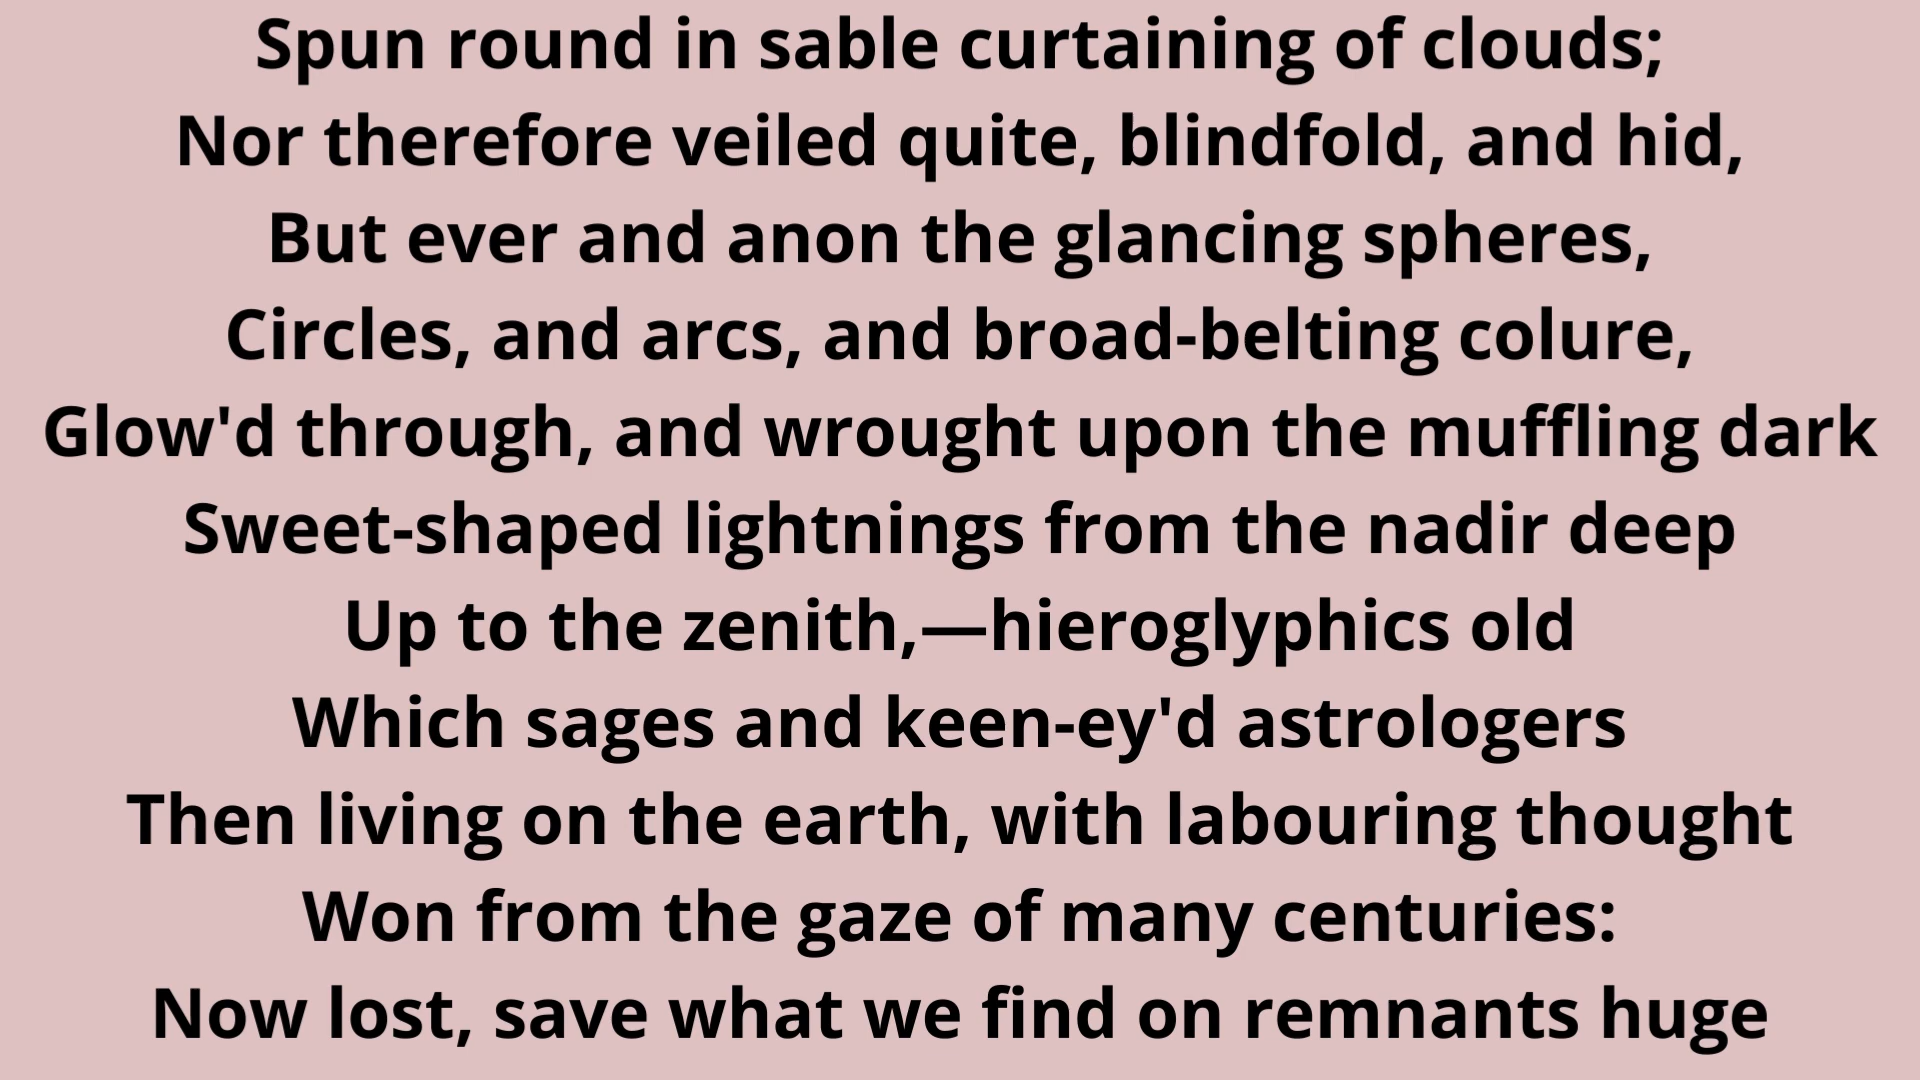 Spun round in sable curtaining of clouds;
Nor therefore veiled quite, blindfold, and hid,
But ever and anon the glancing spheres,
Circles, and arcs, and broad-belting colure,
Glow'd through, and wrought upon the muffling dark
Sweet-shaped lightnings from the nadir deep
Up to the zenith,—hieroglyphics old
Which sages and keen-ey'd astrologers
Then living on the earth, with labouring thought
Won from the gaze of many centuries:
Now lost, save what we find on remnants huge